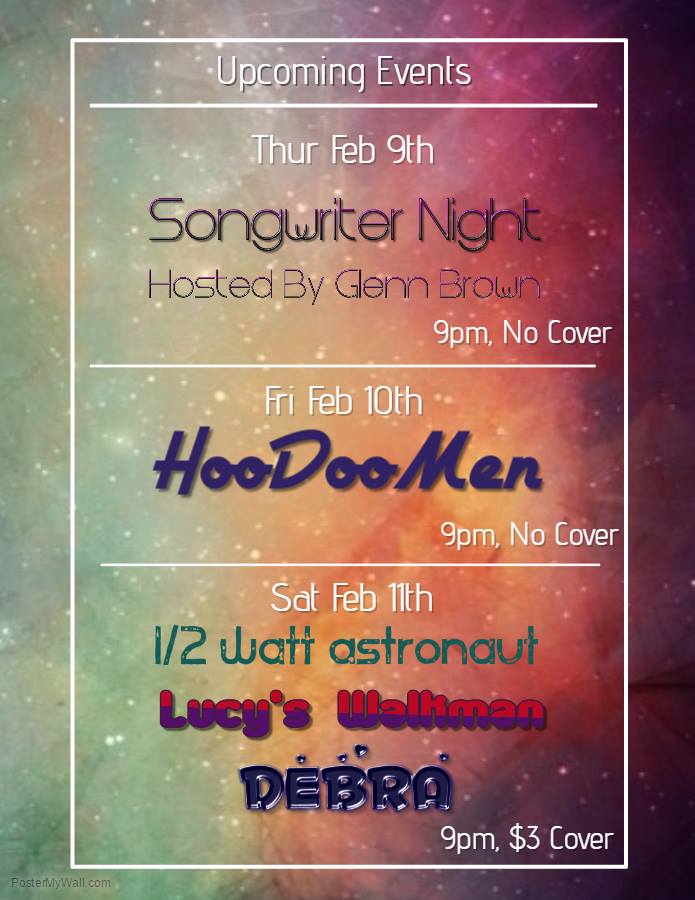 Upcoming Events
Thur Feb 9th
Songwriter Night
Hosted By Glenn Brown
9pm, No Cover
Fri Feb 10th
HooDooMen
9pm, No Cover
Sat Feb 11th
1/2 watt astronaut
Lucy's Walkman
DEBRA
9pm, $3 Cover
PosterMyWall.com